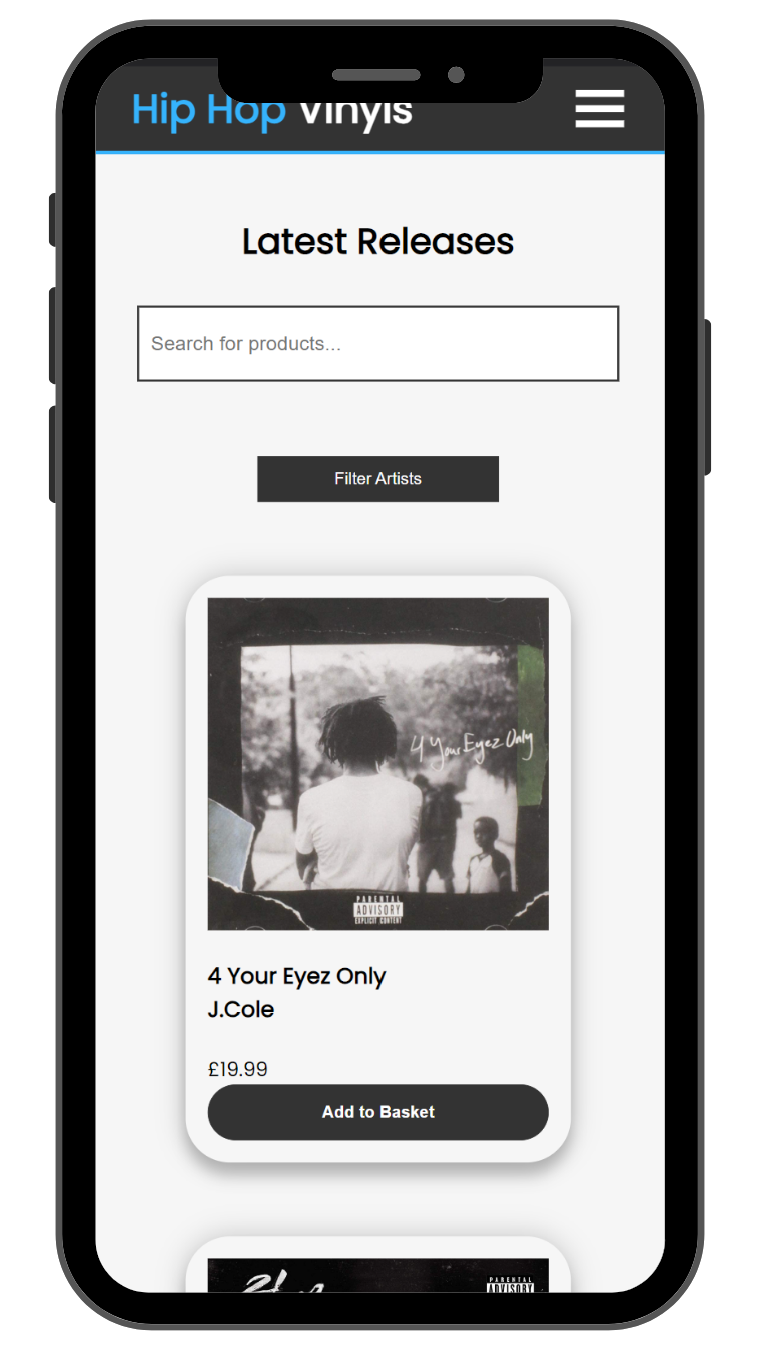 Hip Hop Vinyls
Latest Releases
Search for products...
Filter Artists
4 Your Eyez Only
PARENTAL
ADVISORY
EXPLICIT CONTENT
4 Your Eyez Only
J.Cole
£19.99
Add to Basket
PARENTAL
ADVISORY